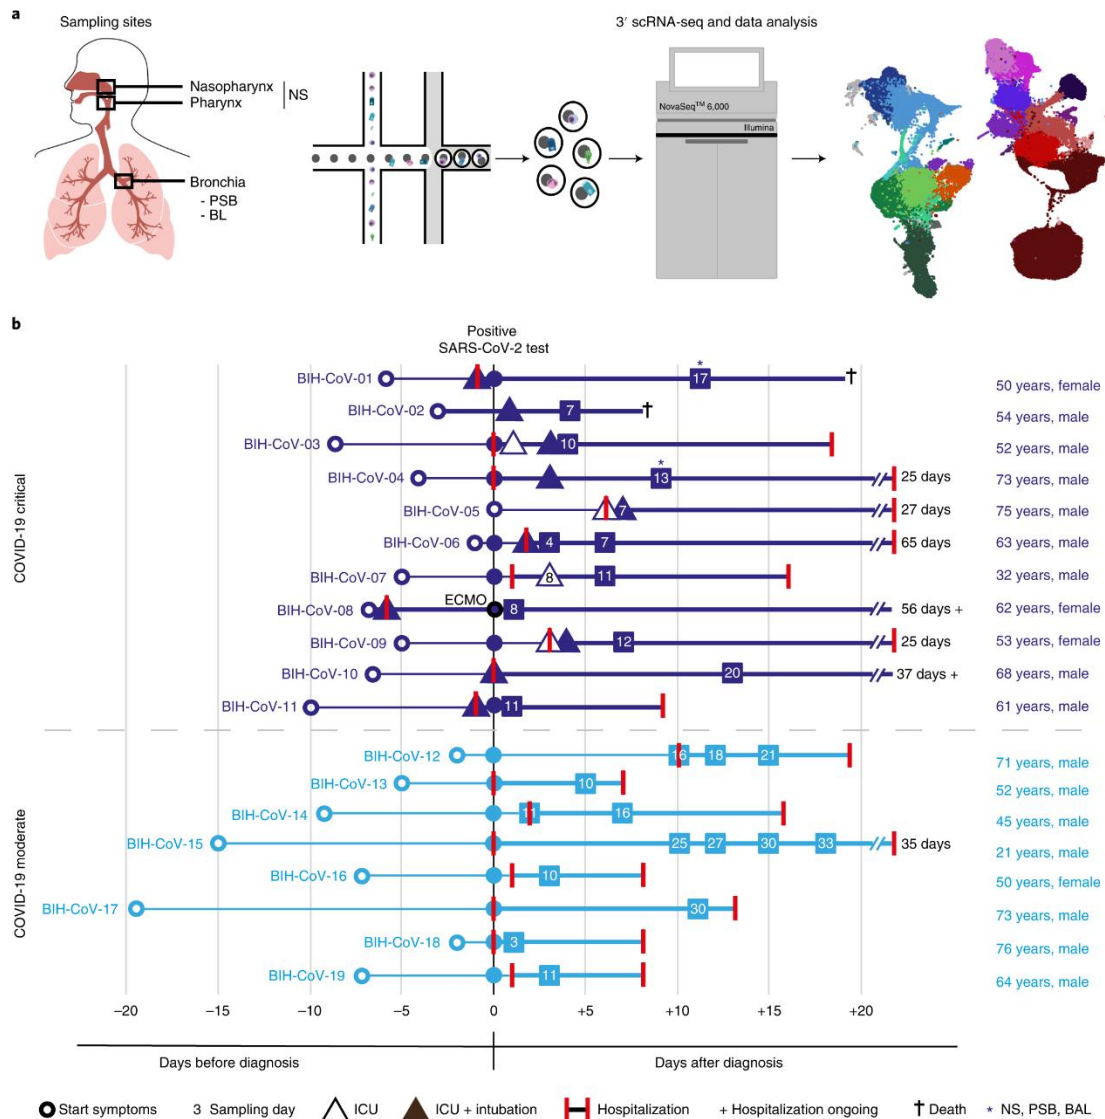 a
Sampling sites
3′ scRNA-seq and data analysis
Nasopharynx
Pharynx
NS
Bronchia
- PSB
- BL
NovaSeq™ 6,000
Illumina
b
Positive
SARS-CoV-2 test
COVID-19 critical
BIH-CoV-01 * 17 50 years, female
BIH-CoV-02 7 54 years, male
BIH-CoV-03 10 52 years, male
BIH-CoV-04 * 13 25 days 73 years, male
BIH-CoV-05 7 27 days 75 years, male
BIH-CoV-06 4 7 65 days 63 years, male
BIH-CoV-07 8 11 32 years, male
BIH-CoV-08 ECMO 8 56 days + 62 years, female
BIH-CoV-09 12 25 days 53 years, female
BIH-CoV-10 20 37 days + 68 years, male
BIH-CoV-11 11 61 years, male
COVID-19 moderate
BIH-CoV-12 16 18 21 71 years, male
BIH-CoV-13 10 52 years, male
BIH-CoV-14 11 16 45 years, male
BIH-CoV-15 25 27 30 33 35 days 21 years, male
BIH-CoV-16 10 50 years, female
BIH-CoV-17 30 73 years, male
BIH-CoV-18 3 76 years, male
BIH-CoV-19 11 64 years, male
–20 –15 –10 –5 0 +5 +10 +15 +20
Days before diagnosis Days after diagnosis
Start symptoms 3 Sampling day ICU ICU + intubation Hospitalization + Hospitalization ongoing † Death * NS, PSB, BAL